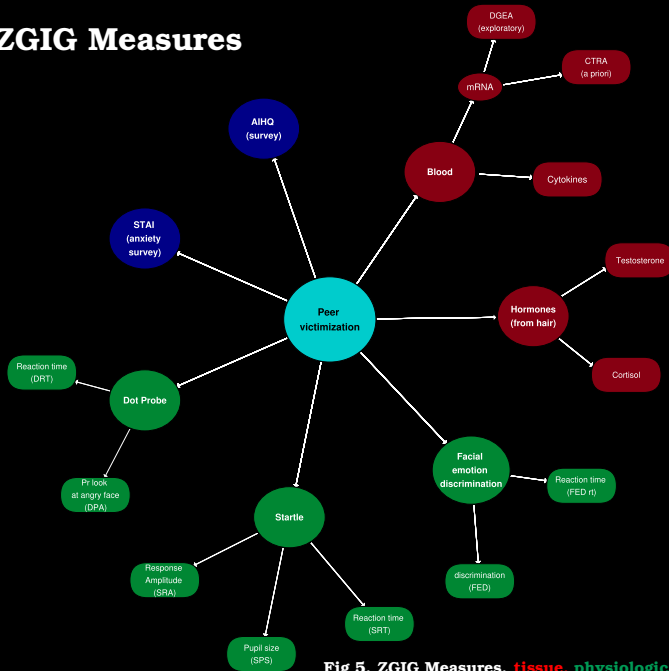 ZGIG Measures
DGEA
(exploratory)
CTRA
(a priori)
mRNA
AIHQ
(survey)
Blood
Cytokines
STAI
(anxiety
survey)
Testosterone
Peer
victimization
Hormones
(from hair)
Reaction time
(DRT)
Cortisol
Dot Probe
Facial
emotion
discrimination
Pr look
at angry face
(DPA)
Reaction time
(FED rt)
Startle
Response
Amplitude
(SRA)
discrimination
(FED)
Reaction time
(SRT)
Pupil size
(SPS)
Fig 5. ZGIG Measures. tissue, physiologic